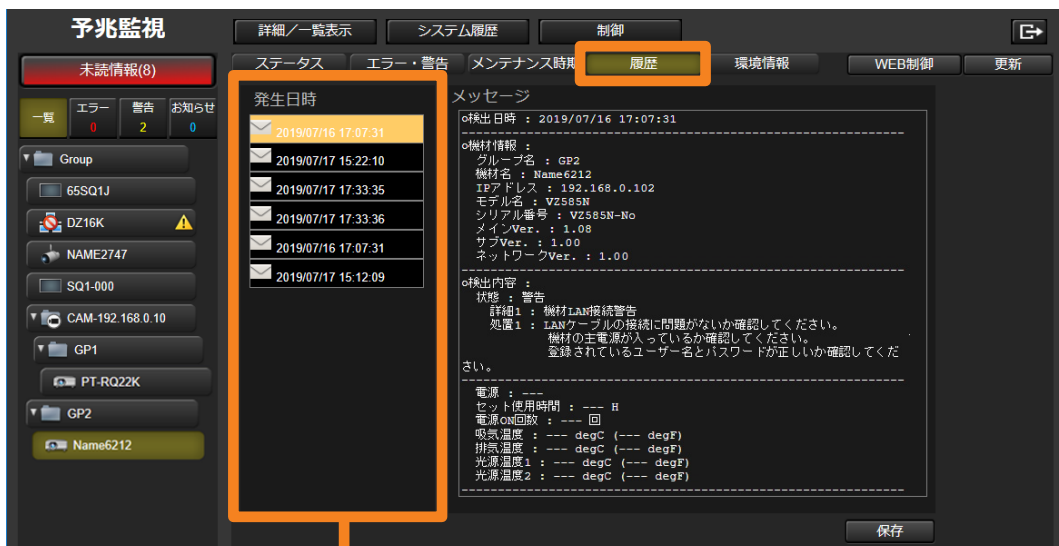 予兆監視
詳細/一覧表示
システム履歴
制御
未読情報(8)
ステータス
エラー・警告
メンテナンス時期
履歴
環境情報
WEB制御
更新
一覧
エラー
0
警告
2
お知らせ
0
Group
65SQ1J
DZ16K
NAME2747
SQ1-000
CAM-192.168.0.10
GP1
PT-RQ22K
GP2
Name6212
発生日時
2019/07/16 17:07:31
2019/07/17 15:22:10
2019/07/17 17:33:35
2019/07/17 17:33:36
2019/07/16 17:07:31
2019/07/17 15:12:09
メッセージ
o検出日時 : 2019/07/16 17:07:31
------------------------------------------------------------
o機材情報 :
グループ名 : GP2
機材名 : Name6212
IPアドレス : 192.168.0.102
モデル名 : VZ585N
シリアル番号 : VZ585N-No
メインVer. : 1.08
サブVer. : 1.00
ネットワークVer. : 1.00
------------------------------------------------------------
o検出内容 :
状態 : 警告
詳細1 : 機材LAN接続警告
処置1 : LANケーブルの接続に問題がないか確認してください。
機材の主電源が入っているか確認してください。
登録されているユーザー名とパスワードが正しいか確認してくだ
さい。
------------------------------------------------------------
電源 : ---
セット使用時間 : --- H
電源ON回数 : --- 回
吸気温度 : --- degC (--- degF)
排気温度 : --- degC (--- degF)
光源温度1 : --- degC (--- degF)
光源温度2 : --- degC (--- degF)
------------------------------------------------------------
保存